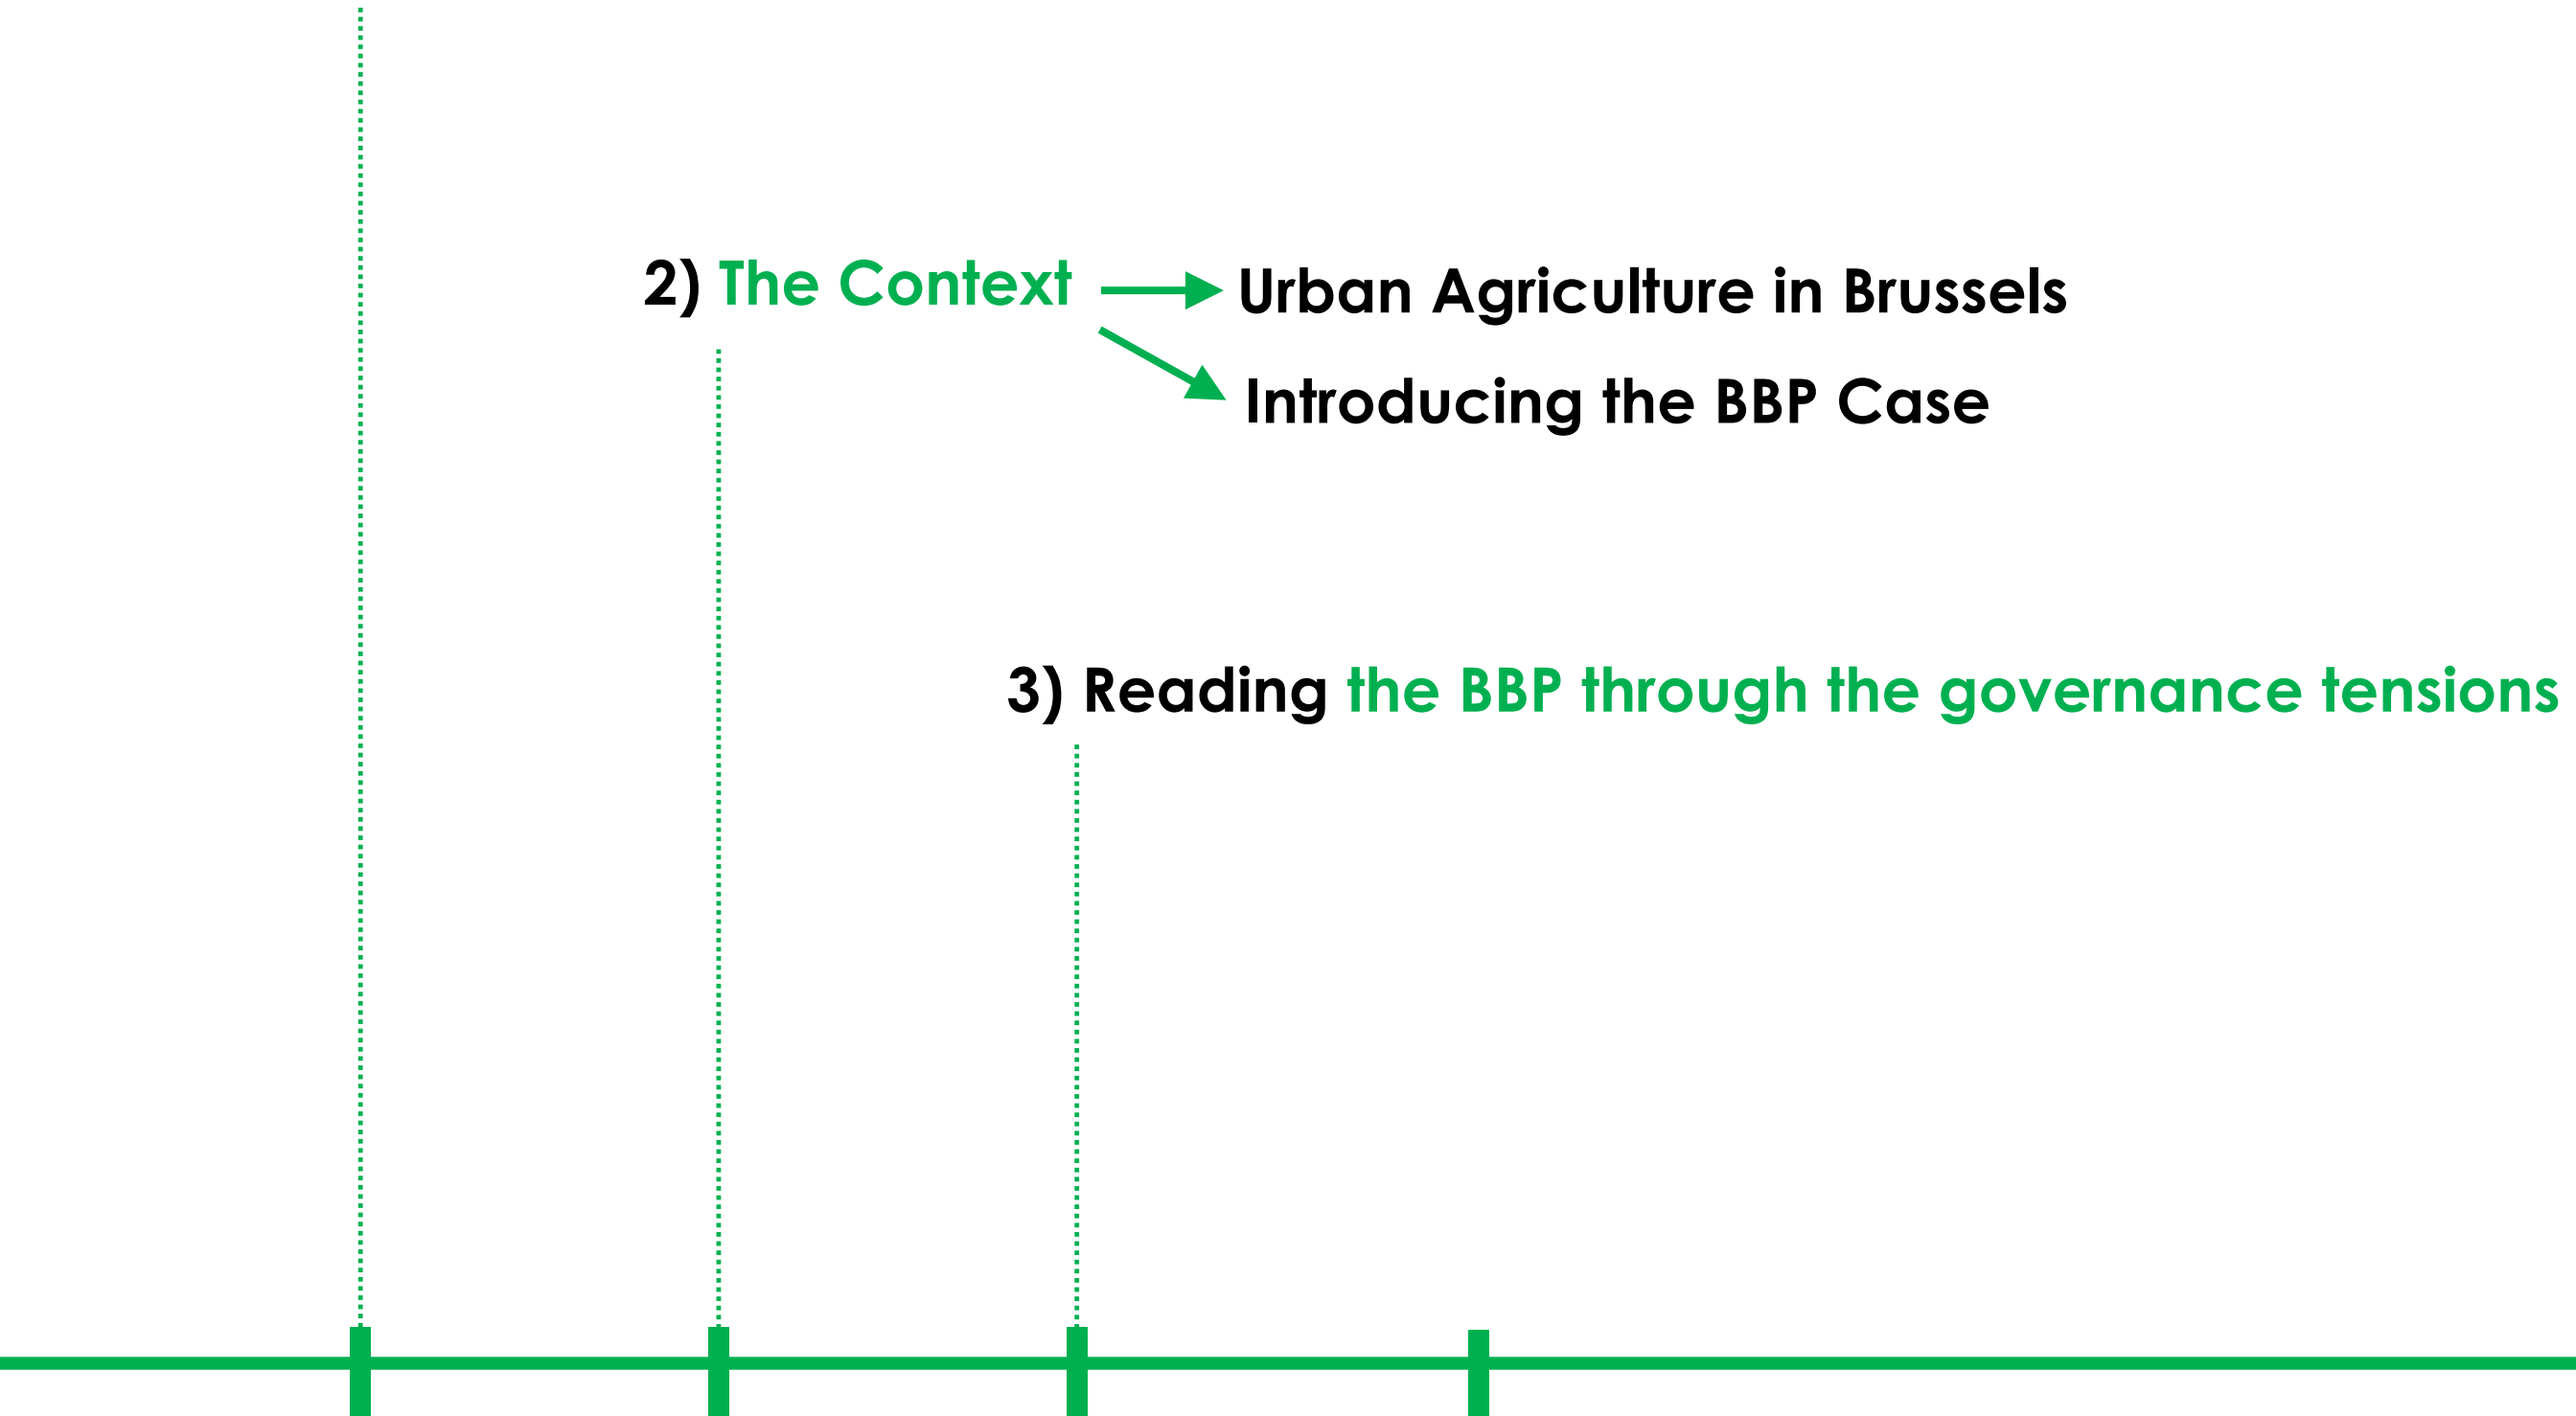 2) The Context
Urban Agriculture in Brussels
Introducing the BBP Case
3) Reading the BBP through the governance tensions